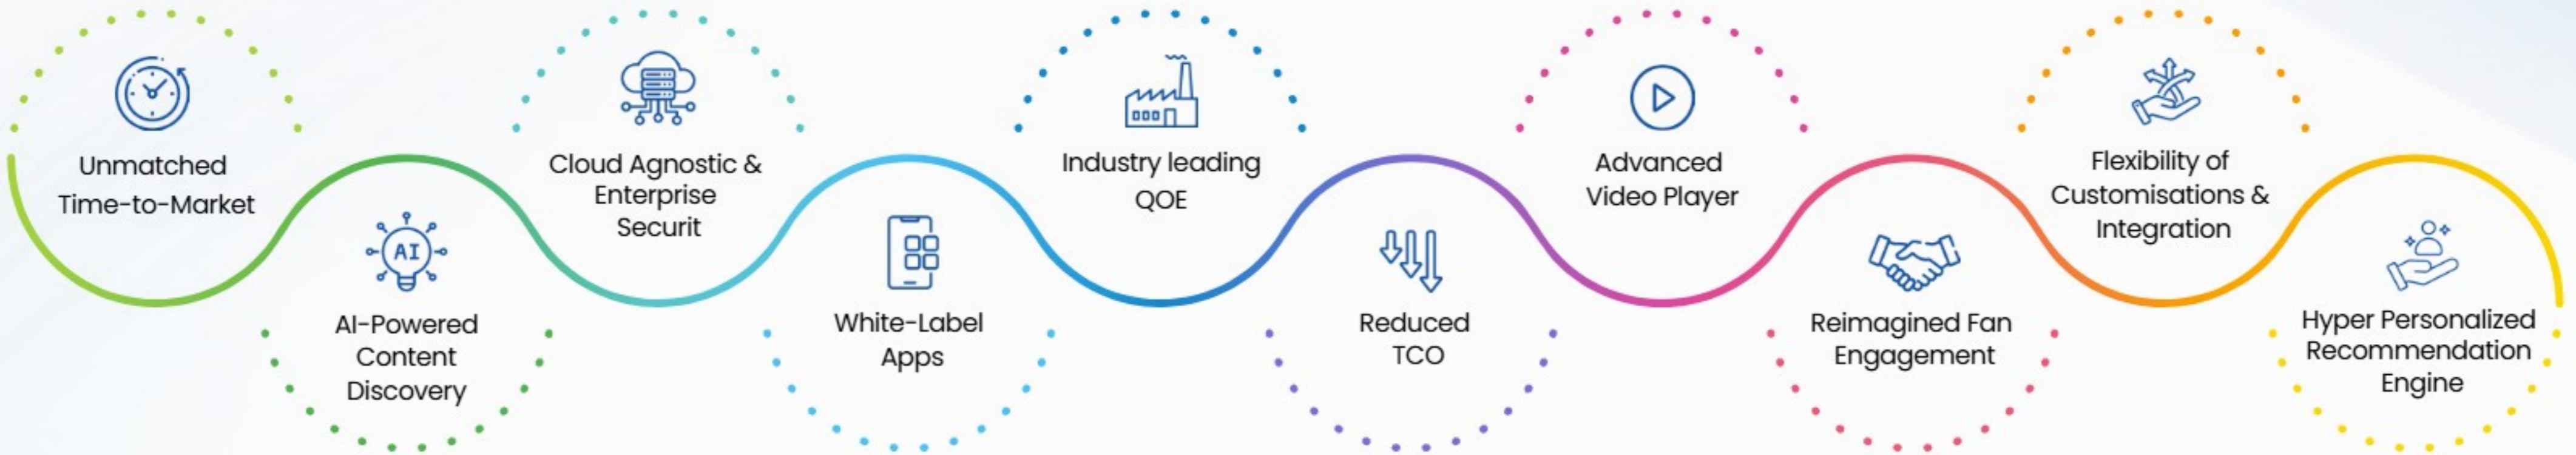 Unmatched
Time-to-Market
AI
AI-Powered
Content
Discovery
Cloud Agnostic &
Enterprise
Securit
White-Label
Apps
Industry leading
QOE
Reduced
TCO
Advanced
Video Player
Reimagined Fan
Engagement
Flexibility of
Customisations &
Integration
Hyper Personalized
Recommendation
Engine